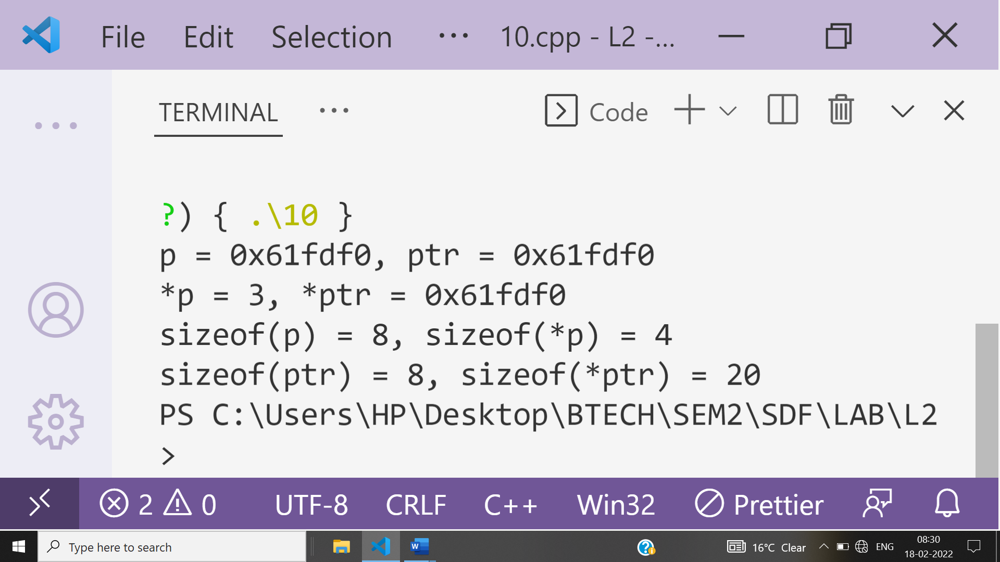 File Edit Selection ··· 10.cpp - L2 -...
TERMINAL ··· Code
?) { .\10 }
p = 0x61fdf0, ptr = 0x61fdf0
*p = 3, *ptr = 0x61fdf0
sizeof(p) = 8, sizeof(*p) = 4
sizeof(ptr) = 8, sizeof(*ptr) = 20
PS C:\Users\HP\Desktop\BTECH\SEM2\SDF\LAB\L2
>
2 0 UTF-8 CRLF C++ Win32 Prettier
Type here to search W 16°C Clear ENG 08:30
18-02-2022